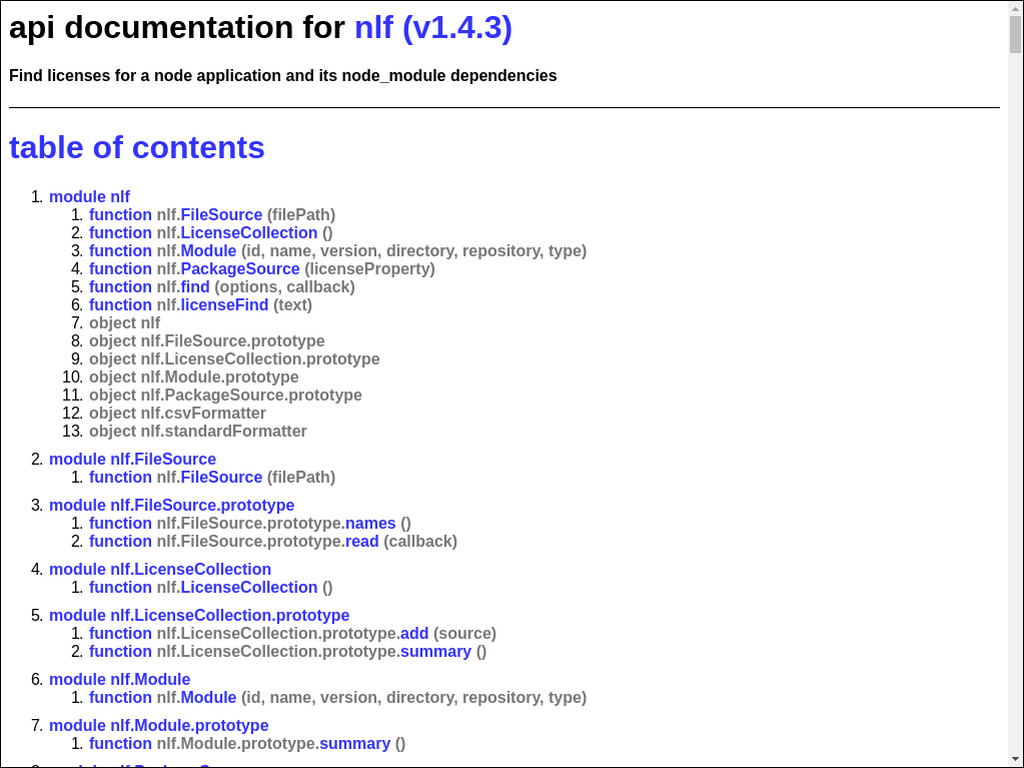 api documentation for nlf (v1.4.3)
Find licenses for a node application and its node_module dependencies
table of contents
1. module nlf
1. function nlf.FileSource (filePath)
2. function nlf.LicenseCollection ()
3. function nlf.Module (id, name, version, directory, repository, type)
4. function nlf.PackageSource (licenseProperty)
5. function nlf.find (options, callback)
6. function nlf.licenseFind (text)
7. object nlf
8. object nlf.FileSource.prototype
9. object nlf.LicenseCollection.prototype
10. object nlf.Module.prototype
11. object nlf.PackageSource.prototype
12. object nlf.csvFormatter
13. object nlf.standardFormatter
2. module nlf.FileSource
1. function nlf.FileSource (filePath)
3. module nlf.FileSource.prototype
1. function nlf.FileSource.prototype.names ()
2. function nlf.FileSource.prototype.read (callback)
4. module nlf.LicenseCollection
1. function nlf.LicenseCollection ()
5. module nlf.LicenseCollection.prototype
1. function nlf.LicenseCollection.prototype.add (source)
2. function nlf.LicenseCollection.prototype.summary ()
6. module nlf.Module
1. function nlf.Module (id, name, version, directory, repository, type)
7. module nlf.Module.prototype
1. function nlf.Module.prototype.summary ()